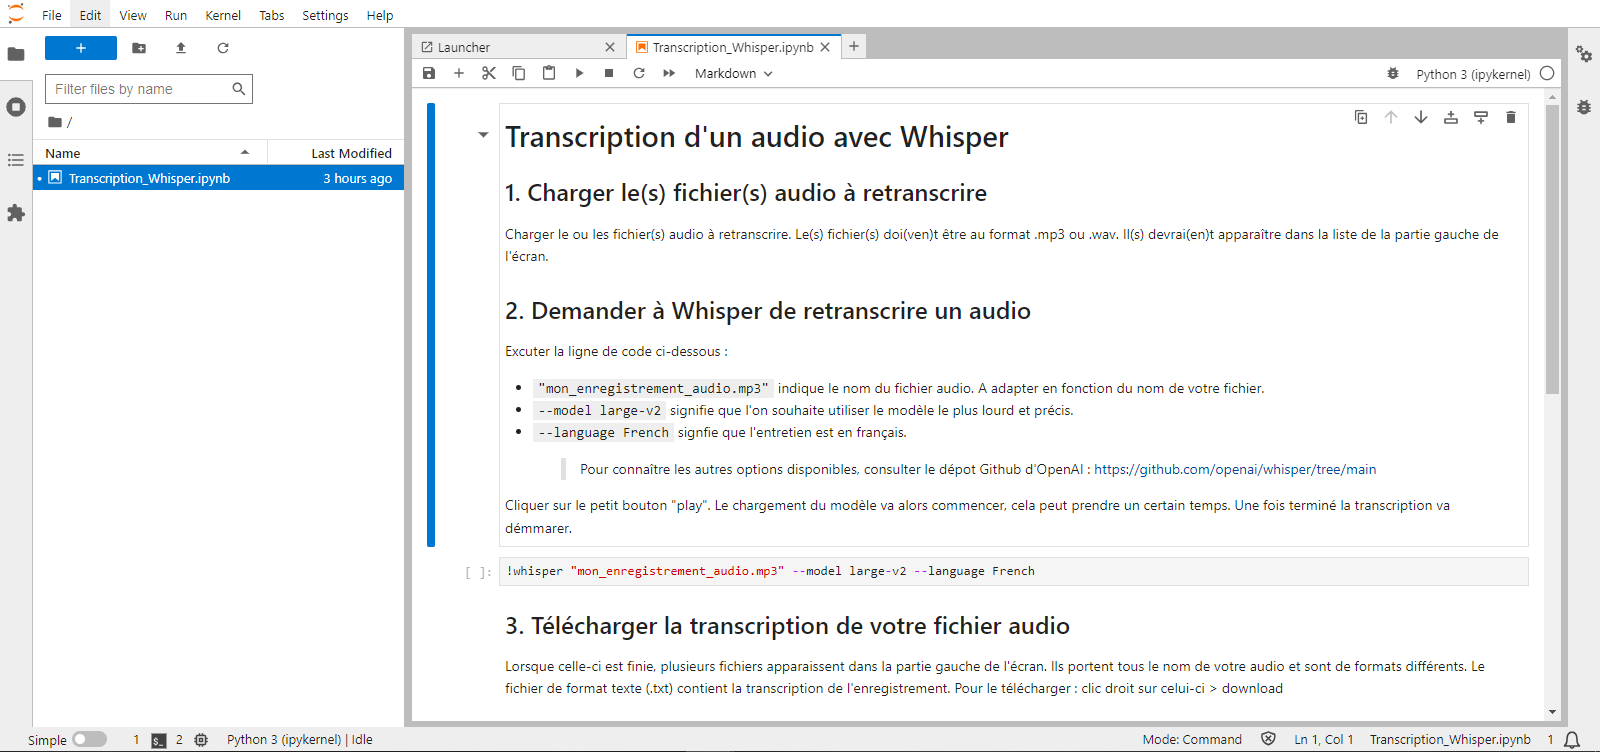 File Edit View Run Kernel Tabs Settings Help
+
Filter files by name
/
Name Last Modified
Transcription_Whisper.ipynb 3 hours ago
Launcher Transcription_Whisper.ipynb +
Markdown Python 3 (ipykernel)
Transcription d'un audio avec Whisper
1. Charger le(s) fichier(s) audio à retranscrire
Charger le ou les fichier(s) audio à retranscrire. Le(s) fichier(s) doi(ven)t être au format .mp3 ou .wav. Il(s) devrai(en)t apparaître dans la liste de la partie gauche de
l'écran.
2. Demander à Whisper de retranscrire un audio
Excuter la ligne de code ci-dessous :
• "mon_enregistrement_audio.mp3" indique le nom du fichier audio. A adapter en fonction du nom de votre fichier.
• --model large-v2 signifie que l'on souhaite utiliser le modèle le plus lourd et précis.
• --language French signfie que l'entretien est en français.
Pour connaître les autres options disponibles, consulter le dépot Github d'OpenAI : https://github.com/openai/whisper/tree/main
Cliquer sur le petit bouton "play". Le chargement du modèle va alors commencer, cela peut prendre un certain temps. Une fois terminé la transcription va
démmarer.
[ ]: !whisper "mon_enregistrement_audio.mp3" --model large-v2 --language French
3. Télécharger la transcription de votre fichier audio
Lorsque celle-ci est finie, plusieurs fichiers apparaissent dans la partie gauche de l'écran. Ils portent tous le nom de votre audio et sont de formats différents. Le
fichier de format texte (.txt) contient la transcription de l'enregistrement. Pour le télécharger : clic droit sur celui-ci > download
Simple 1 $_ 2 Python 3 (ipykernel) | Idle Mode: Command Ln 1, Col 1 Transcription_Whisper.ipynb 1